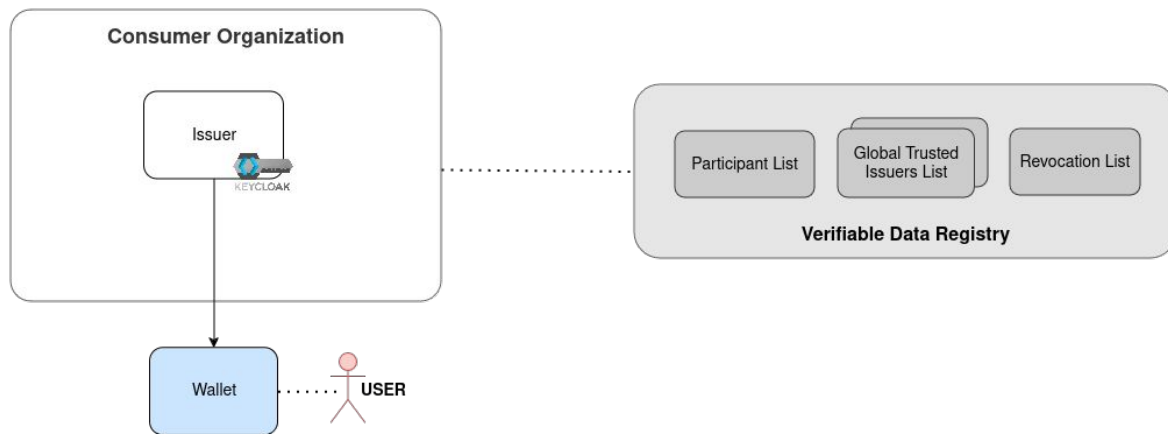 Consumer Organization
Issuer
KEYCLOAK
Participant List
Global Trusted
Issuers List
Revocation List
Verifiable Data Registry
Wallet
USER